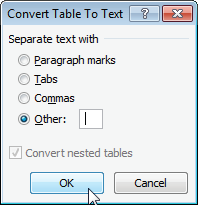 Convert Table To Text
Separate text with
Paragraph marks
Tabs
Commas
Other:
Convert nested tables
OK Cancel